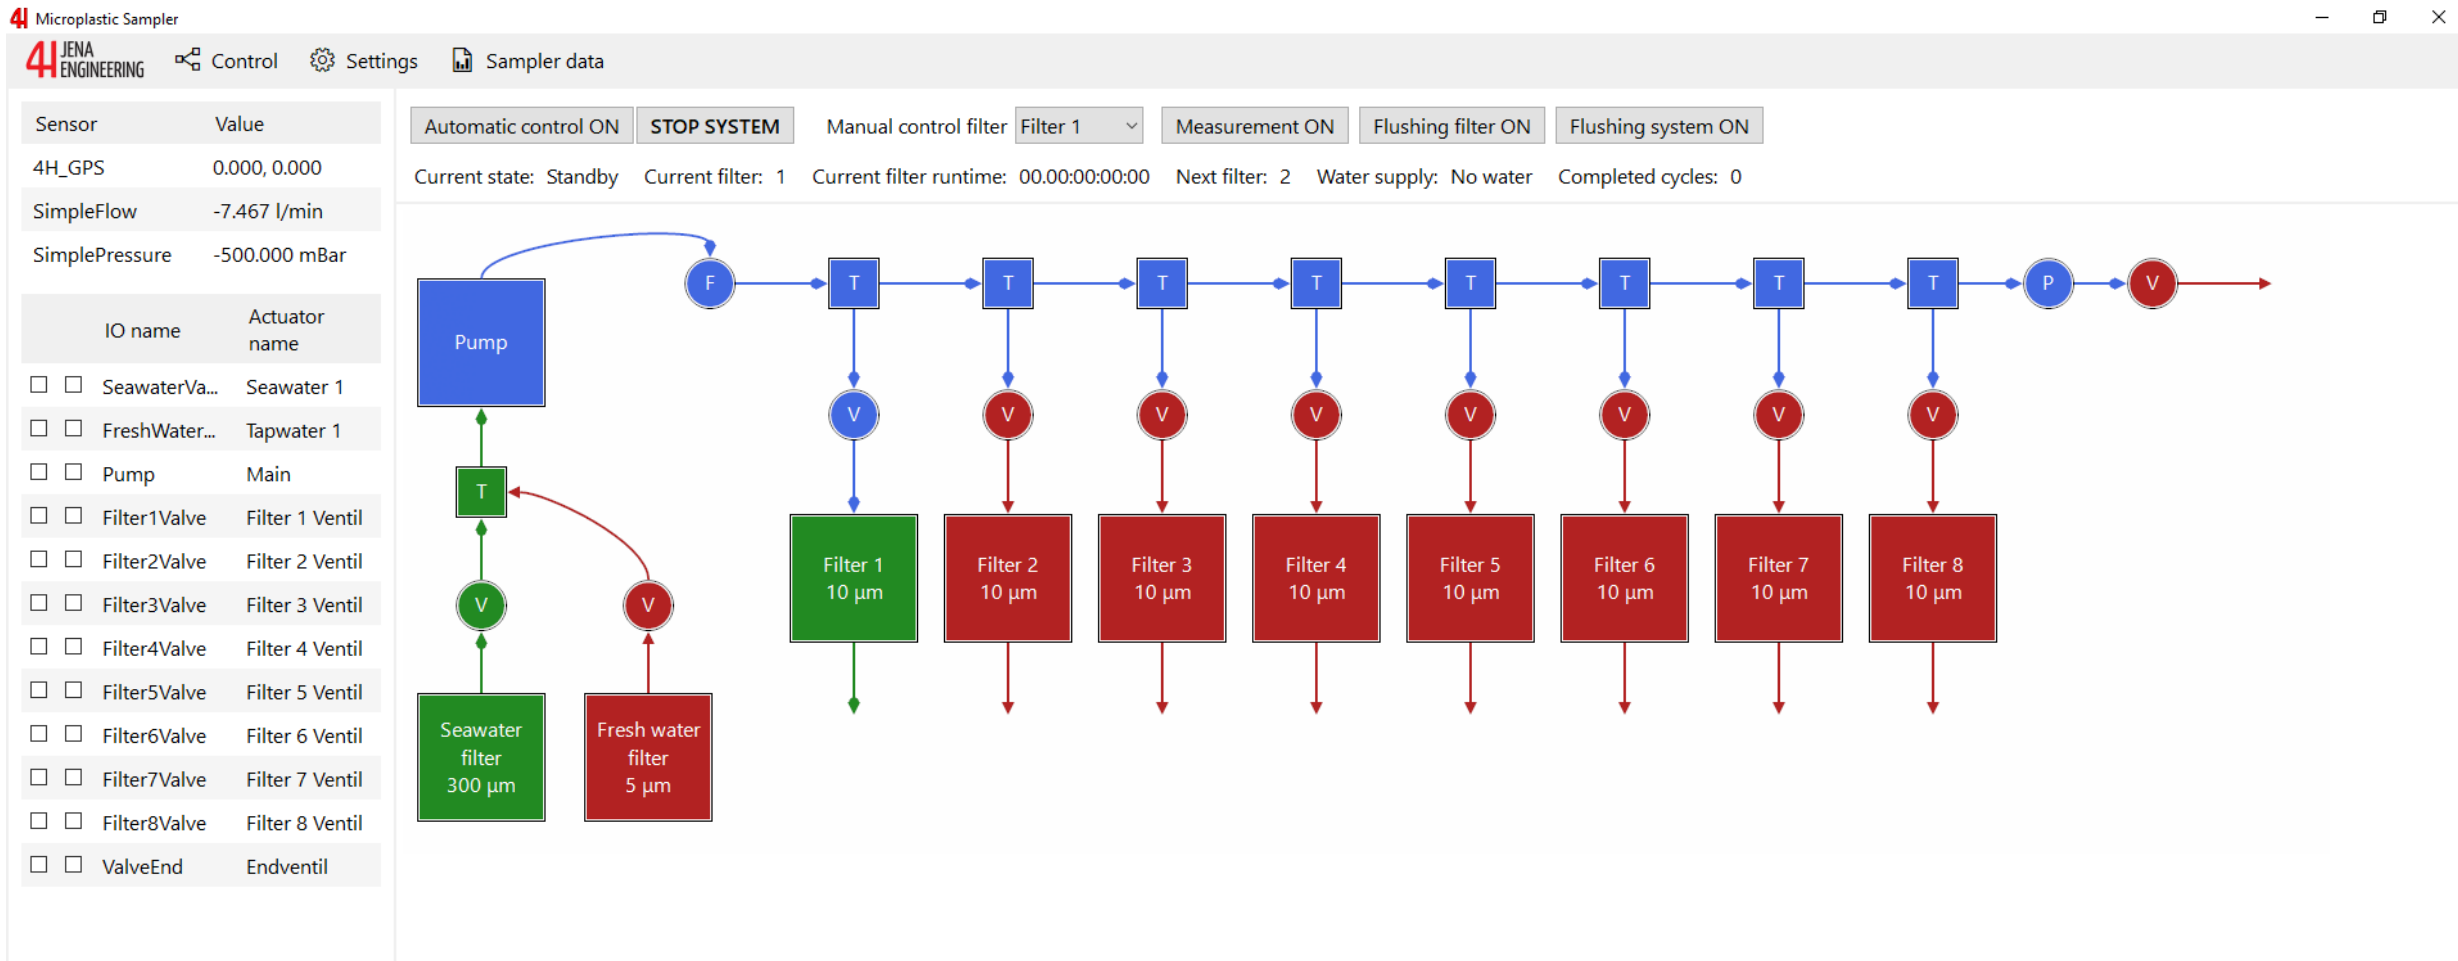 4H Microplastic Sampler
4H JENA ENGINEERING Control Settings Sampler data
Sensor Value
4H_GPS 0.000, 0.000
SimpleFlow -7.467 l/min
SimplePressure -500.000 mBar
IO name Actuator name
SeawaterVa... Seawater 1
FreshWater... Tapwater 1
Pump Main
Filter1Valve Filter 1 Ventil
Filter2Valve Filter 2 Ventil
Filter3Valve Filter 3 Ventil
Filter4Valve Filter 4 Ventil
Filter5Valve Filter 5 Ventil
Filter6Valve Filter 6 Ventil
Filter7Valve Filter 7 Ventil
Filter8Valve Filter 8 Ventil
ValveEnd Endventil
Automatic control ON STOP SYSTEM Manual control filter Filter 1 Measurement ON Flushing filter ON Flushing system ON
Current state: Standby Current filter: 1 Current filter runtime: 00.00:00:00:00 Next filter: 2 Water supply: No water Completed cycles: 0
F T T T T T T T T P V
Pump
V V V V V V V V
T
Filter 1 Filter 2 Filter 3 Filter 4 Filter 5 Filter 6 Filter 7 Filter 8
10 µm 10 µm 10 µm 10 µm 10 µm 10 µm 10 µm 10 µm
V V
Seawater Fresh water
filter filter
300 µm 5 µm